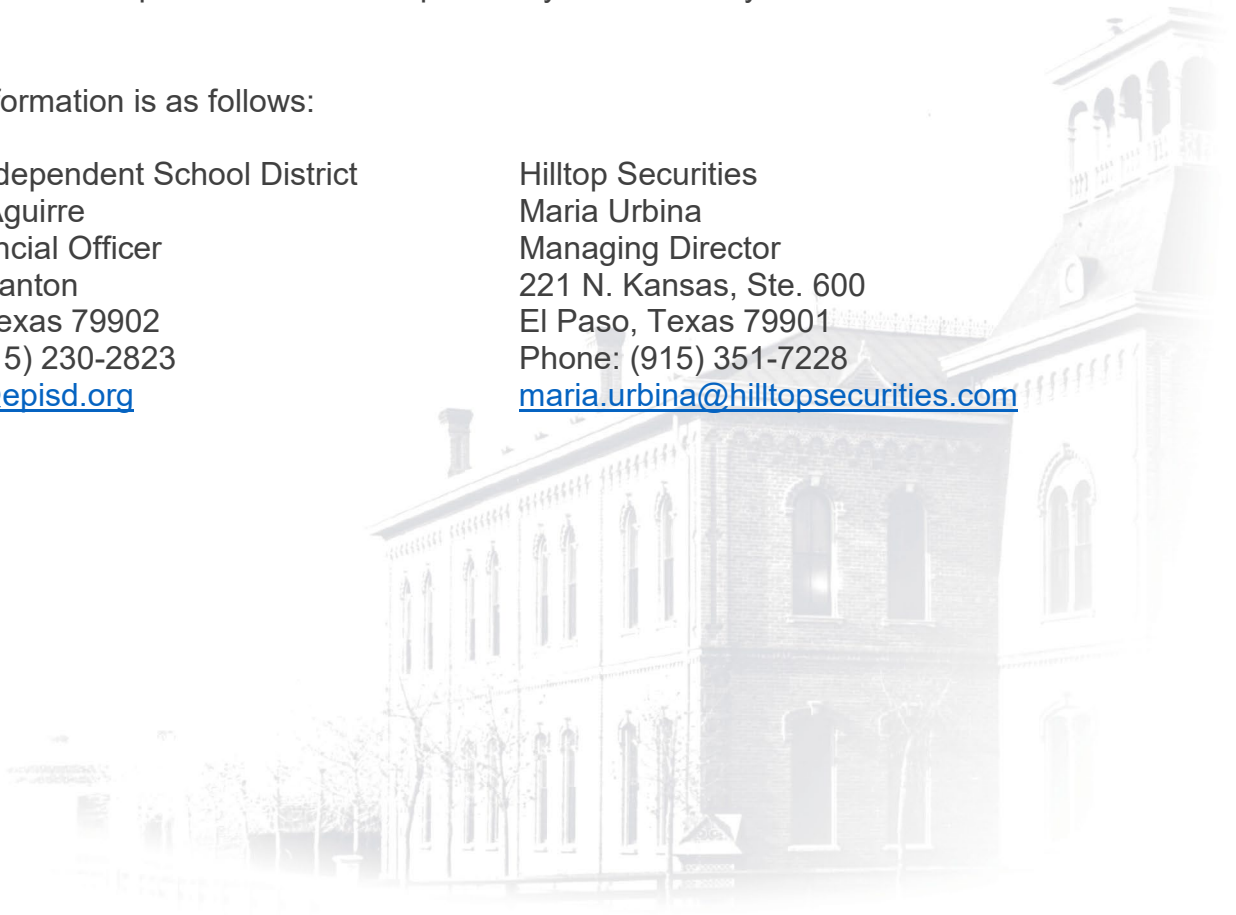 formation is as follows:
dependent School District
Aguirre
ncial Officer
anton
exas 79902
5) 230-2823
episd.org
Hilltop Securities
Maria Urbina
Managing Director
221 N. Kansas, Ste. 600
El Paso, Texas 79901
Phone: (915) 351-7228
maria.urbina@hilltopsecurities.com